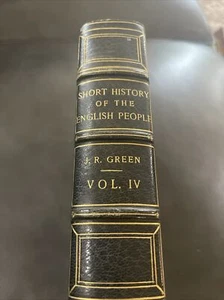 SHORT HISTORY
OF THE
ENGLISH PEOPLE
J. R. GREEN
VOL. IV